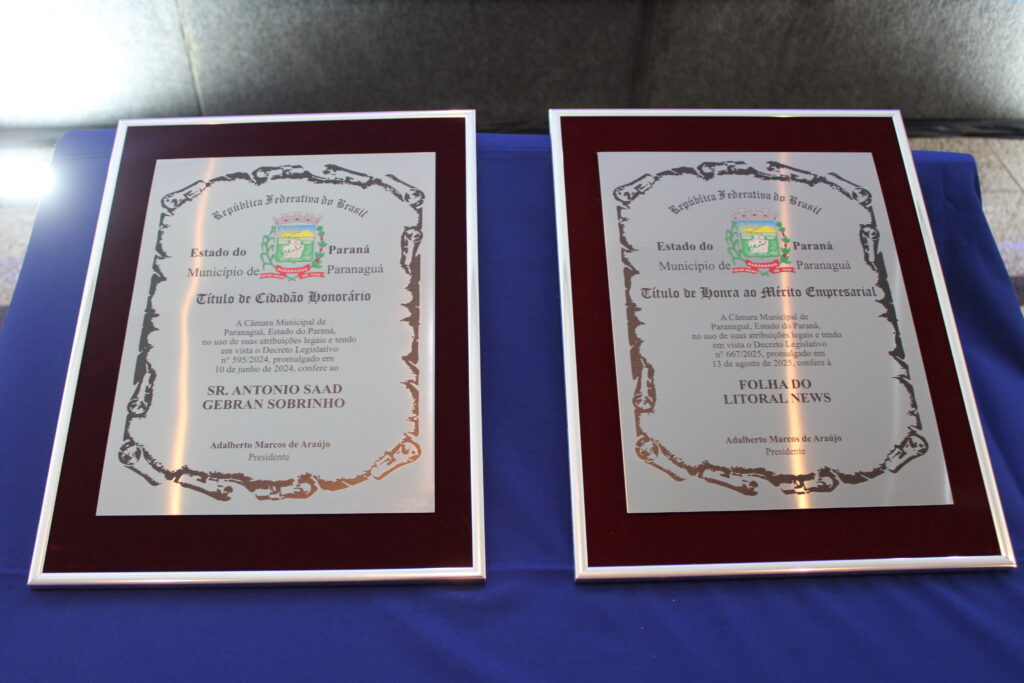 República Federativa do Brasil
Estado do Paraná
Município de Paranaguá
PARANAGUÁ
Título de Cidadão Honorário
A Câmara Municipal de
Paranaguá, Estado do Paraná,
no uso de suas atribuições legais e tendo
em vista o Decreto Legislativo
nº 595/2024, promulgado em
10 de junho de 2024, confere ao
SR. ANTONIO SAAD
GEBRAN SOBRINHO
Adalberto Marcos de Araújo
Presidente
República Federativa do Brasil
Estado do Paraná
Município de Paranaguá
PARANAGUÁ
Título de Honra ao Mérito Empresarial
A Câmara Municipal de
Paranaguá, Estado do Paraná,
no uso de suas atribuições legais e tendo
em vista o Decreto Legislativo
nº 667/2025, promulgado em
13 de agosto de 2025, confere à
FOLHA DO
LITORAL NEWS
Adalberto Marcos de Araújo
Presidente